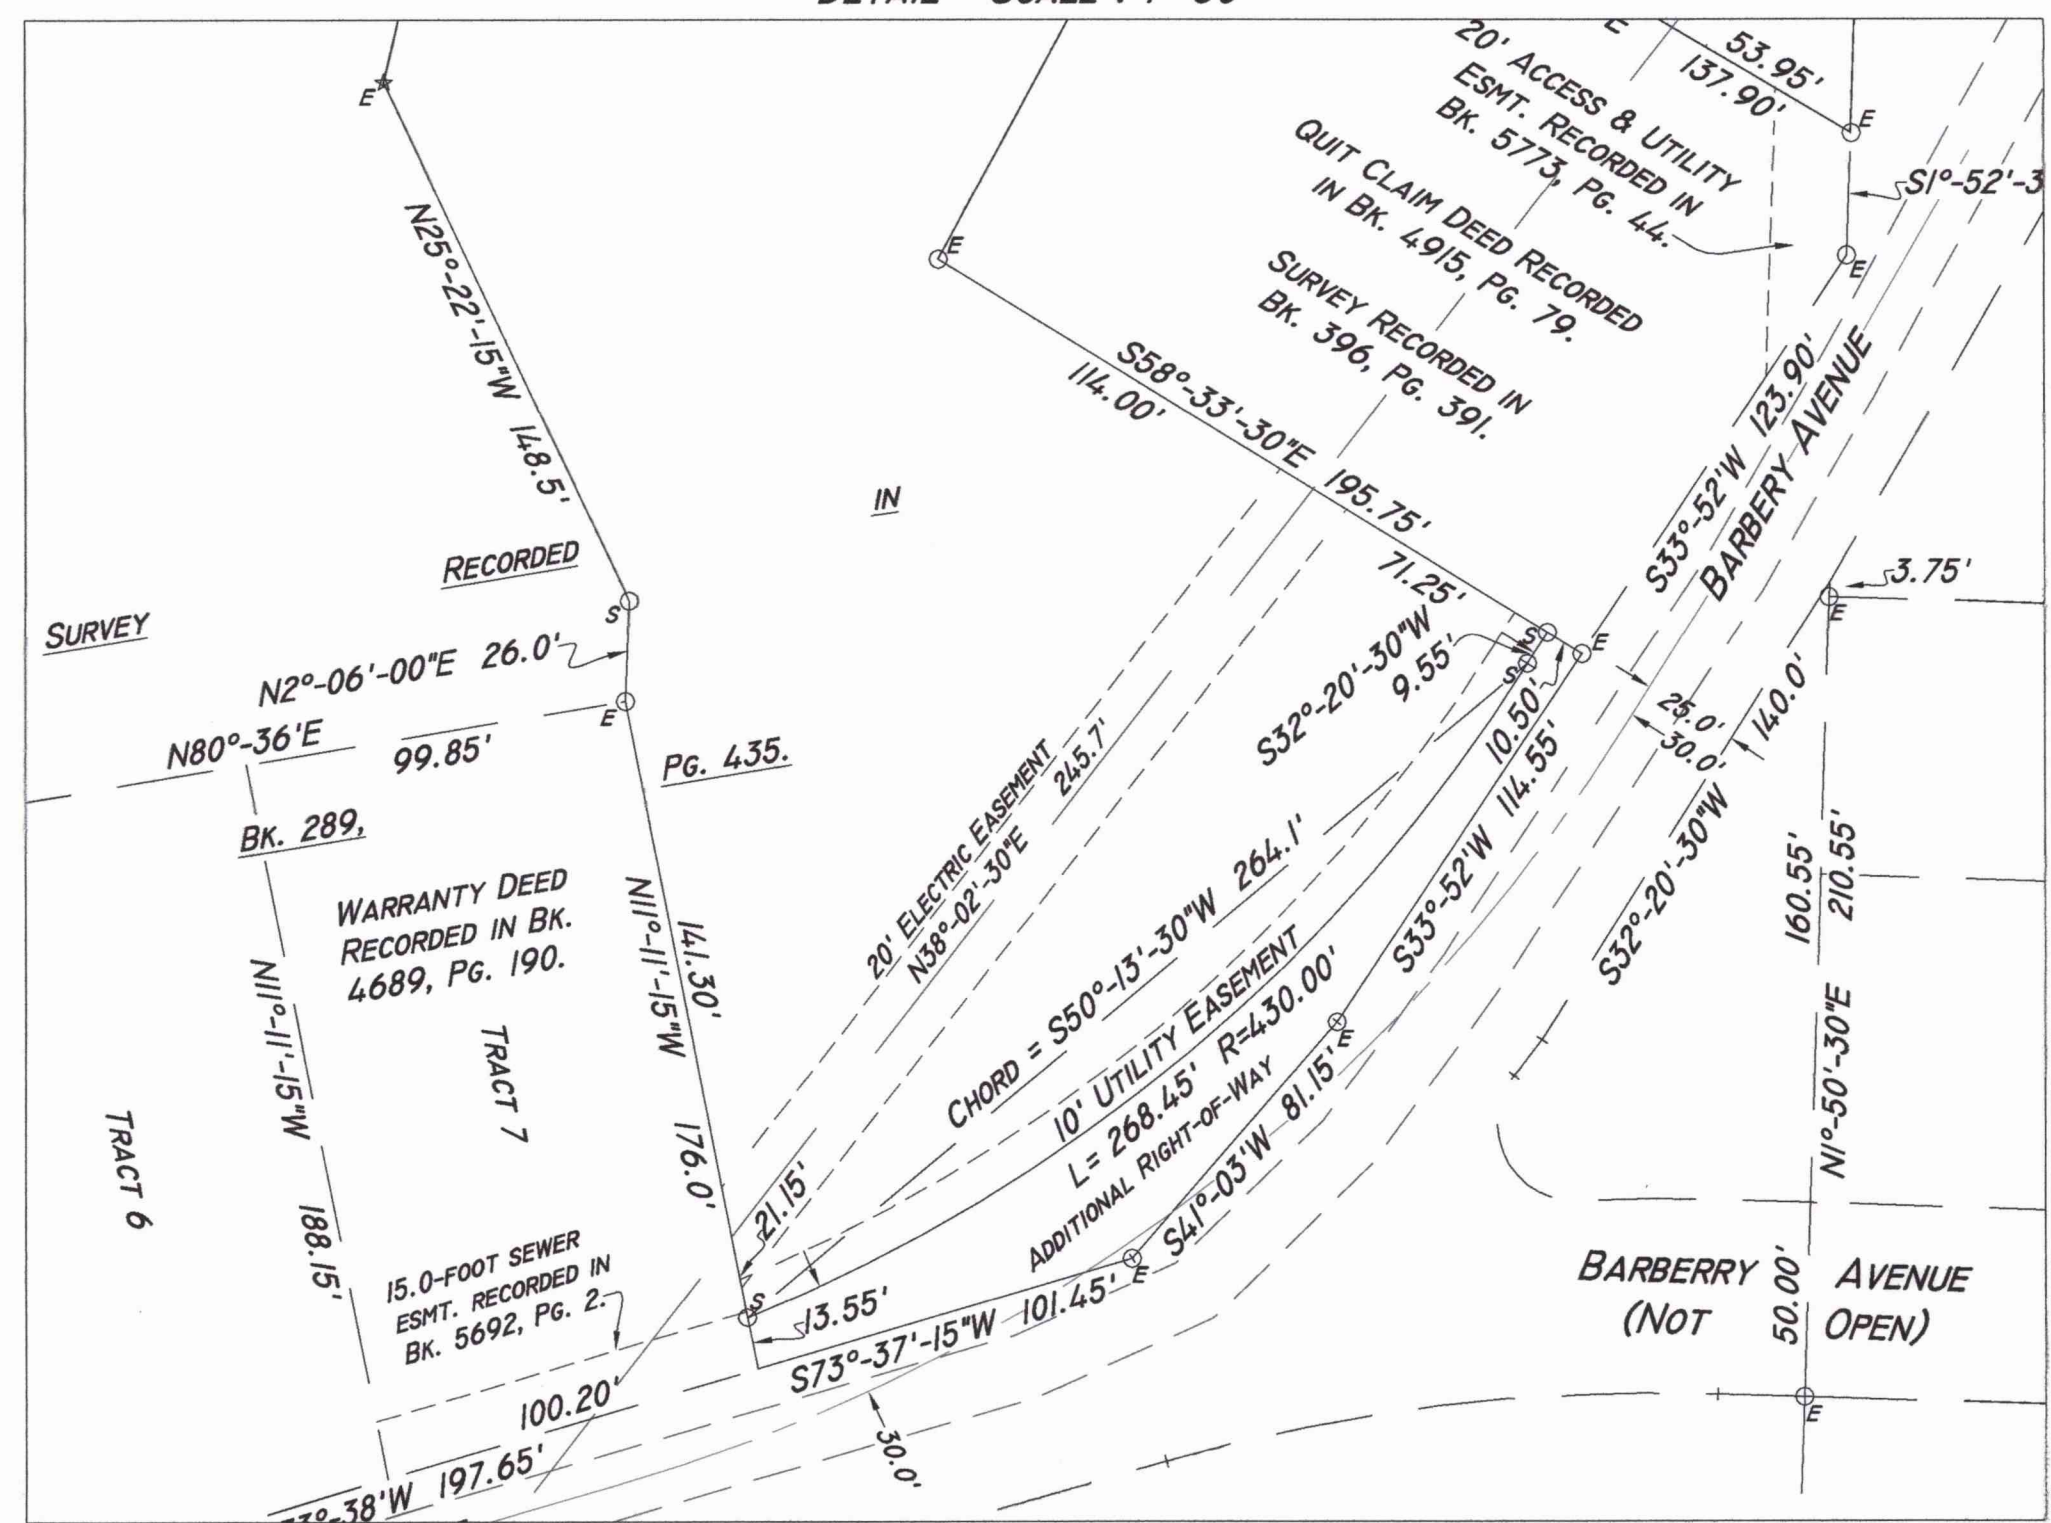 E
N25°-22'-15"W 148.5'
SURVEY
RECORDED
IN
S
N2°-06'-00"E 26.0'
E
N80°-36'E
99.85'
PG. 435.
BK. 289,
WARRANTY DEED
RECORDED IN BK.
4689, PG. 190.
N11°-11'-15"W 188.15'
TRACT 7
TRACT 6
141.30'
N11°-11'-15"W 176.0'
15.0-FOOT SEWER
ESMT. RECORDED IN
BK. 5692, PG. 2.
100.20'
38'W 197.65'
E
S58°-33'-30"E 195.75'
114.00'
71.25'
E
53.95'
137.90'
E
20' ACCESS & UTILITY
ESMT. RECORDED IN
BK. 5773, PG. 44.
QUIT CLAIM DEED RECORDED
IN BK. 4915, PG. 79.
SURVEY RECORDED IN
BK. 396, PG. 391.
S1°-52'-3
E
S33°-52'W 123.90'
BARBERY AVENUE
3.75'
E
S
S
E
S32°-20'-30"W
9.55'
10.50'
25.0'
30.0'
S32°-20'-30"W 140.0'
20' ELECTRIC EASEMENT
N38°-02'-30"E 245.7'
CHORD = S50°-13'-30"W 264.1'
10' UTILITY EASEMENT
L= 268.45' R=430.00'
ADDITIONAL RIGHT-OF-WAY
S33°-52'W 114.55'
E
S41°-03'W 81.15'
E
21.15'
S
13.55'
S73°-37'-15"W 101.45'
30.0'
160.55'
210.55'
N1°-50'-30"E
50.00'
BARBERRY AVENUE
(NOT OPEN)
E